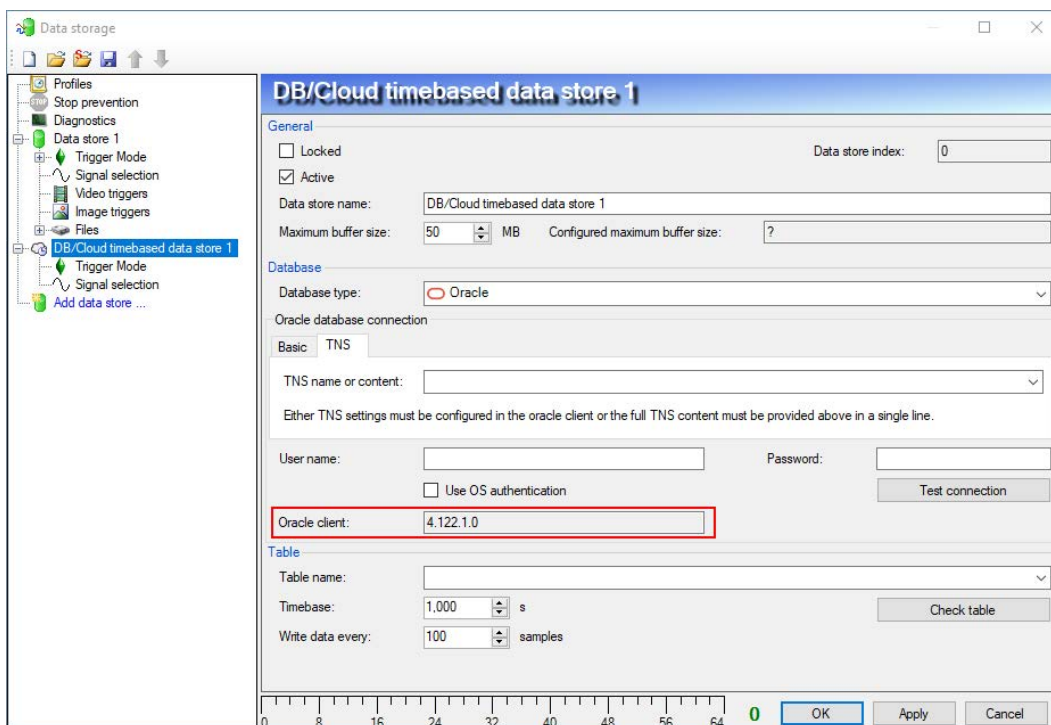 Data storage
Profiles
STOP Stop prevention
Diagnostics
Data store 1
Trigger Mode
Signal selection
Video triggers
Image triggers
Files
DB/Cloud timebased data store 1
Trigger Mode
Signal selection
Add data store ...
DB/Cloud timebased data store 1
General
Locked
Data store index: 0
Active
Data store name: DB/Cloud timebased data store 1
Maximum buffer size: 50 MB Configured maximum buffer size: ?
Database
Database type: Oracle
Oracle database connection
Basic TNS
TNS name or content:
Either TNS settings must be configured in the oracle client or the full TNS content must be provided above in a single line.
User name: Password:
Use OS authentication Test connection
Oracle client: 4.122.1.0
Table
Table name:
Timebase: 1,000 s Check table
Write data every: 100 samples
0 8 16 24 32 40 48 56 64 0 OK Apply Cancel